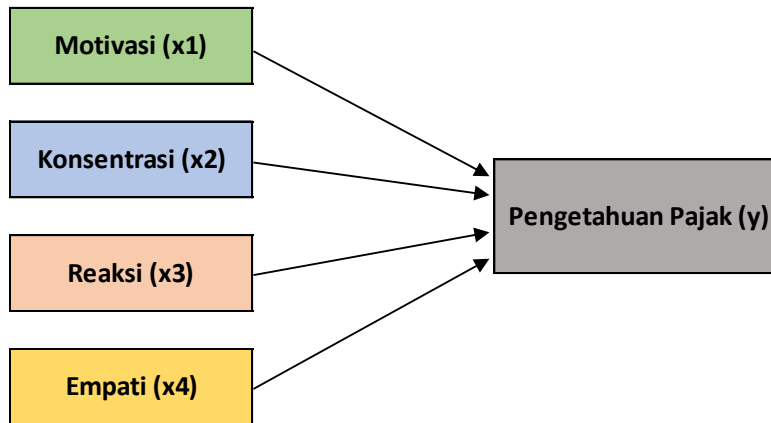 Motivasi (x1)
Konsentrasi (x2)
Pengetahuan Pajak (y)
Reaksi (x3)
Empati (x4)